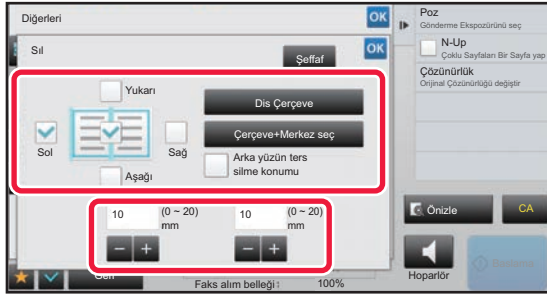 Diğerleri
OK
Sil
Şeffaf
OK
Yukarı
Dis Çerçeve
Sol
Sağ
Çerçeve+Merkez seç
Aşağı
Arka yüzün ters
silme konumu
10
(0 ~ 20)
mm
10
(0 ~ 20)
mm
Geri
Faks alım belleği:
100%
Poz
Gönderme Ekspozürünü seç
N-Up
Çoklu Sayfaları Bir Sayfa yap
Çözünürlük
Orijinal Çözünürlüğü değiştir
Önizle
CA
Hoparlör